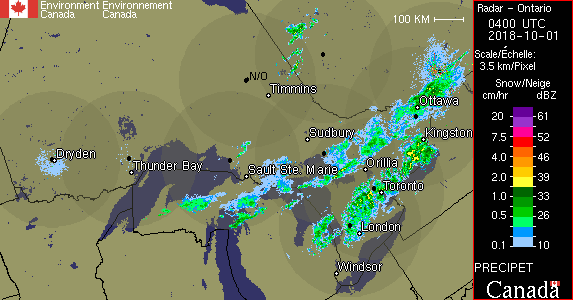 Environment Environnement
Canada Canada
100 KM
N/O
Timmins
Ottawa
Sudbury
Kingston
Dryden
Thunder Bay
Sault Ste. Marie
Orillia
Toronto
London
Windsor
Radar - Ontario
0400 UTC
2018-10-01
Scale/Échelle:
3.5 km/Pixel
Snow/Neige
cm/hr dBZ
20 61
7.5 52
4.0 46
2.0 39
1.0 33
0.5 26
0.1 10
PRECIPET
Canada